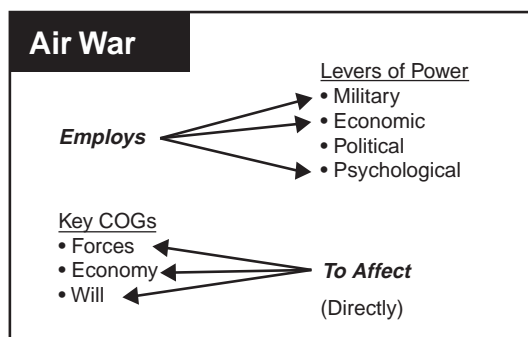 Air War
Levers of Power
• Military
Employs
• Economic
• Political
• Psychological
Key COGs
• Forces
• Economy
To Affect
• Will
(Directly)